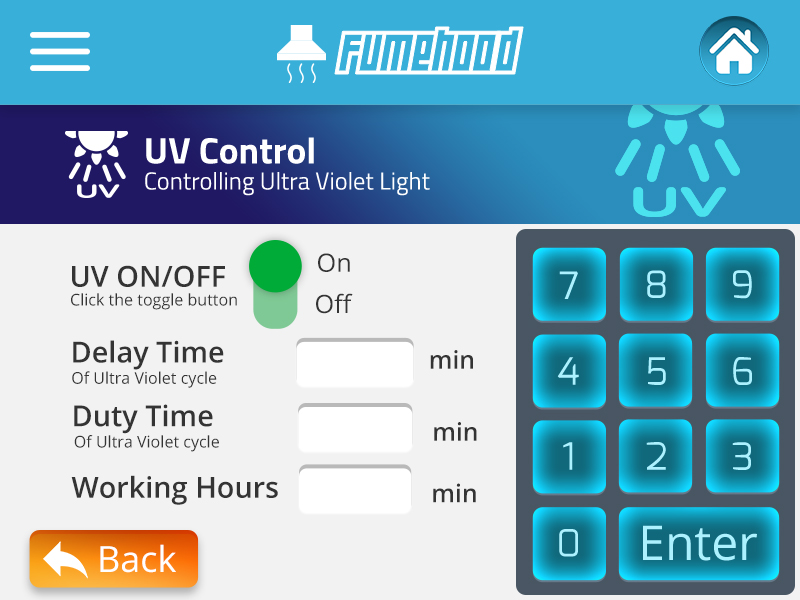 Fumehood
UV Control
Controlling Ultra Violet Light
UV
UV
UV ON/OFF
Click the toggle button
On
Off
Delay Time
Of Ultra Violet cycle
min
Duty Time
Of Ultra Violet cycle
min
Working Hours
min
Back
7 8 9
4 5 6
1 2 3
0 Enter